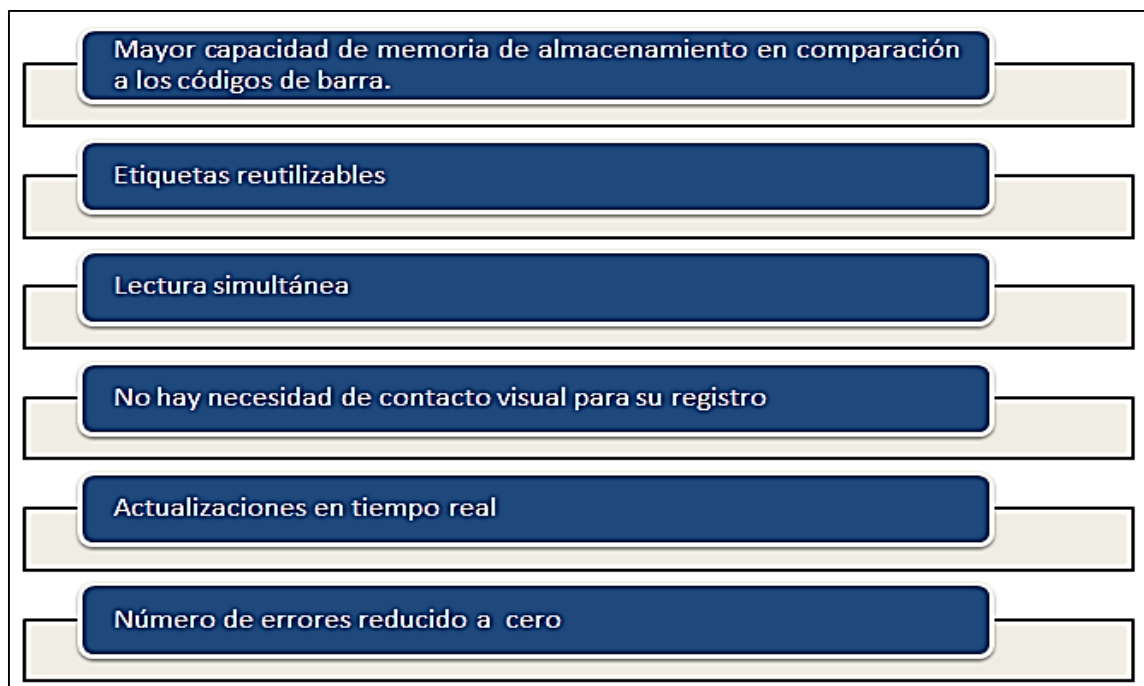 Mayor capacidad de memoria de almacenamiento en comparación
a los códigos de barra.
Etiquetas reutilizables
Lectura simultánea
No hay necesidad de contacto visual para su registro
Actualizaciones en tiempo real
Número de errores reducido a  cero